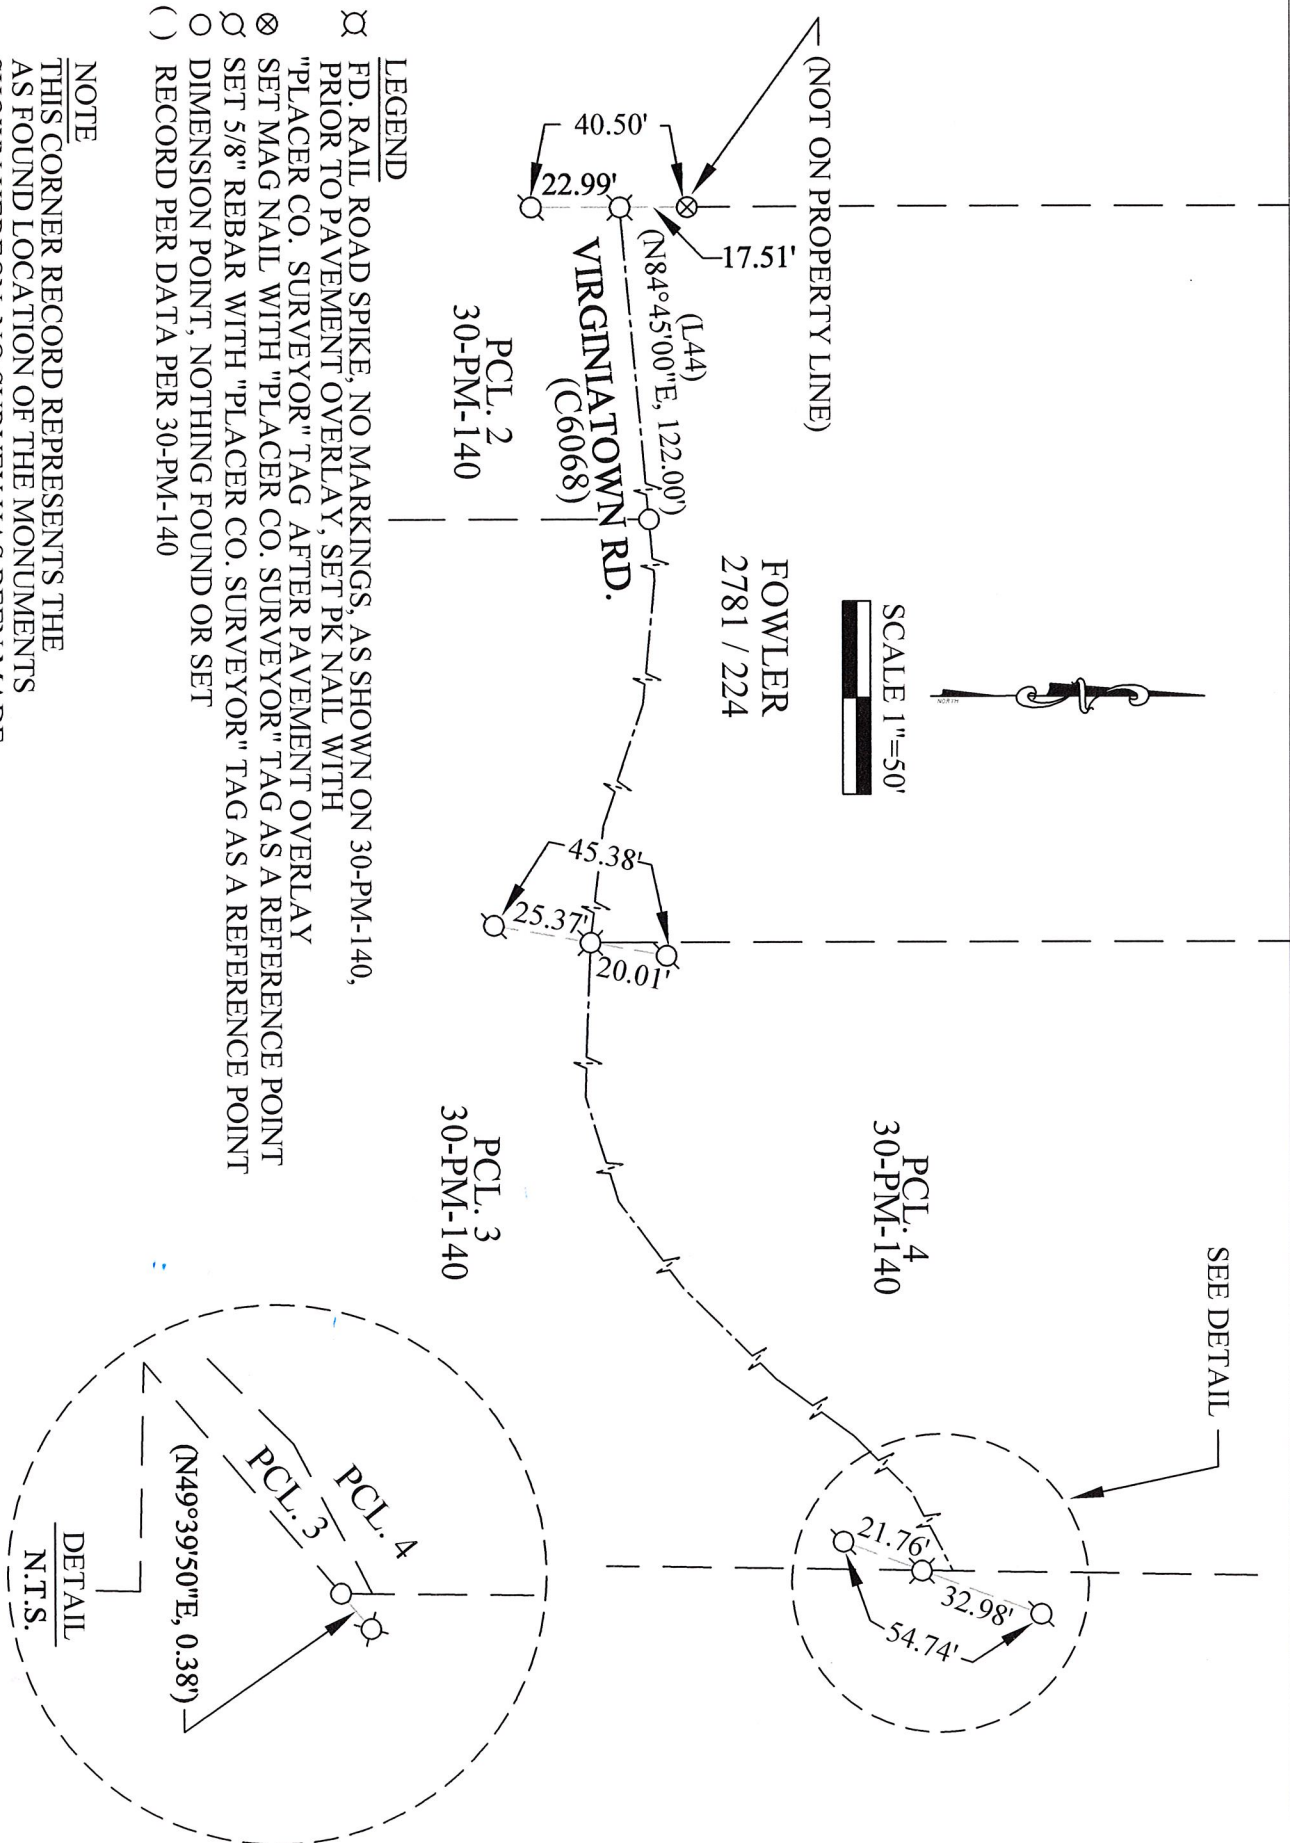 (NOT ON PROPERTY LINE)
SCALE 1"=50'
NORTH
SEE DETAIL
FOWLER
2781 / 224
PCL. 4
30-PM-140
40.50'
22.99'
17.51'
(L44)
(N84°45'00"E, 122.00')
VIRGINIATOWN RD.
(C6068)
45.38'
25.37'
20.01'
21.76'
32.98'
54.74'
PCL. 2
30-PM-140
PCL. 3
30-PM-140
LEGEND
FD. RAIL ROAD SPIKE, NO MARKINGS, AS SHOWN ON 30-PM-140,
PRIOR TO PAVEMENT OVERLAY, SET PK NAIL WITH
"PLACER CO. SURVEYOR" TAG AFTER PAVEMENT OVERLAY
SET MAG NAIL WITH "PLACER CO. SURVEYOR" TAG AS A REFERENCE POINT
SET 5/8" REBAR WITH "PLACER CO. SURVEYOR" TAG AS A REFERENCE POINT
DIMENSION POINT, NOTHING FOUND OR SET
( ) RECORD PER DATA PER 30-PM-140
PCL. 4
PCL. 3
(N49°39'50"E, 0.38')
DETAIL
N.T.S.
NOTE
THIS CORNER RECORD REPRESENTS THE
AS FOUND LOCATION OF THE MONUMENTS